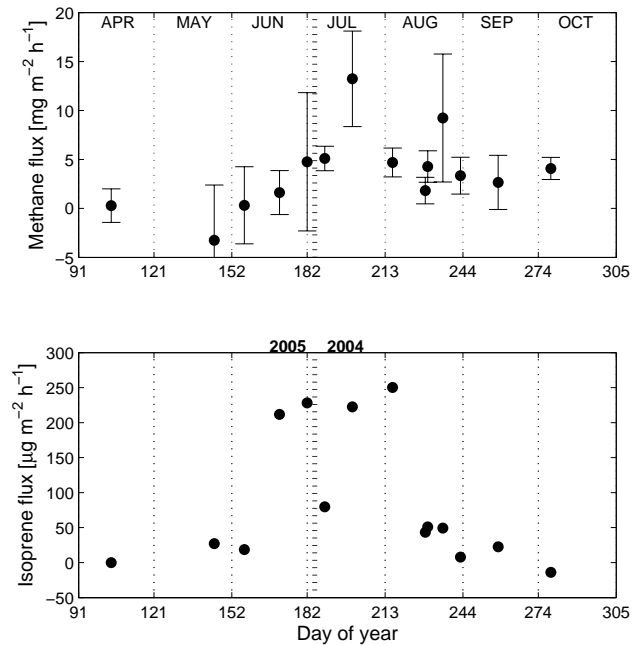 20
APR MAY JUN JUL AUG SEP OCT
15
10
5
0
−5
Methane flux [mg m−2 h−1]
91 121 152 182 213 244 274 305
2005 2004
300
250
200
150
100
50
0
−50
Isoprene flux [μg m−2 h−1]
91 121 152 182 213 244 274 305
Day of year